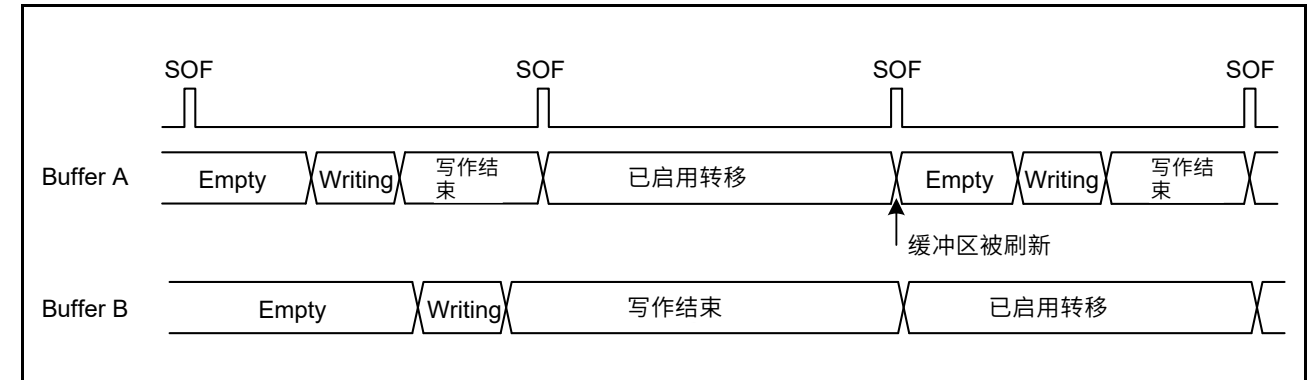 SOF SOF SOF SOF
Buffer A Empty Writing 写作结
束 已启用转移 Empty Writing 写作结
束
缓冲区被刷新
Buffer B Empty Writing 写作结束 已启用转移